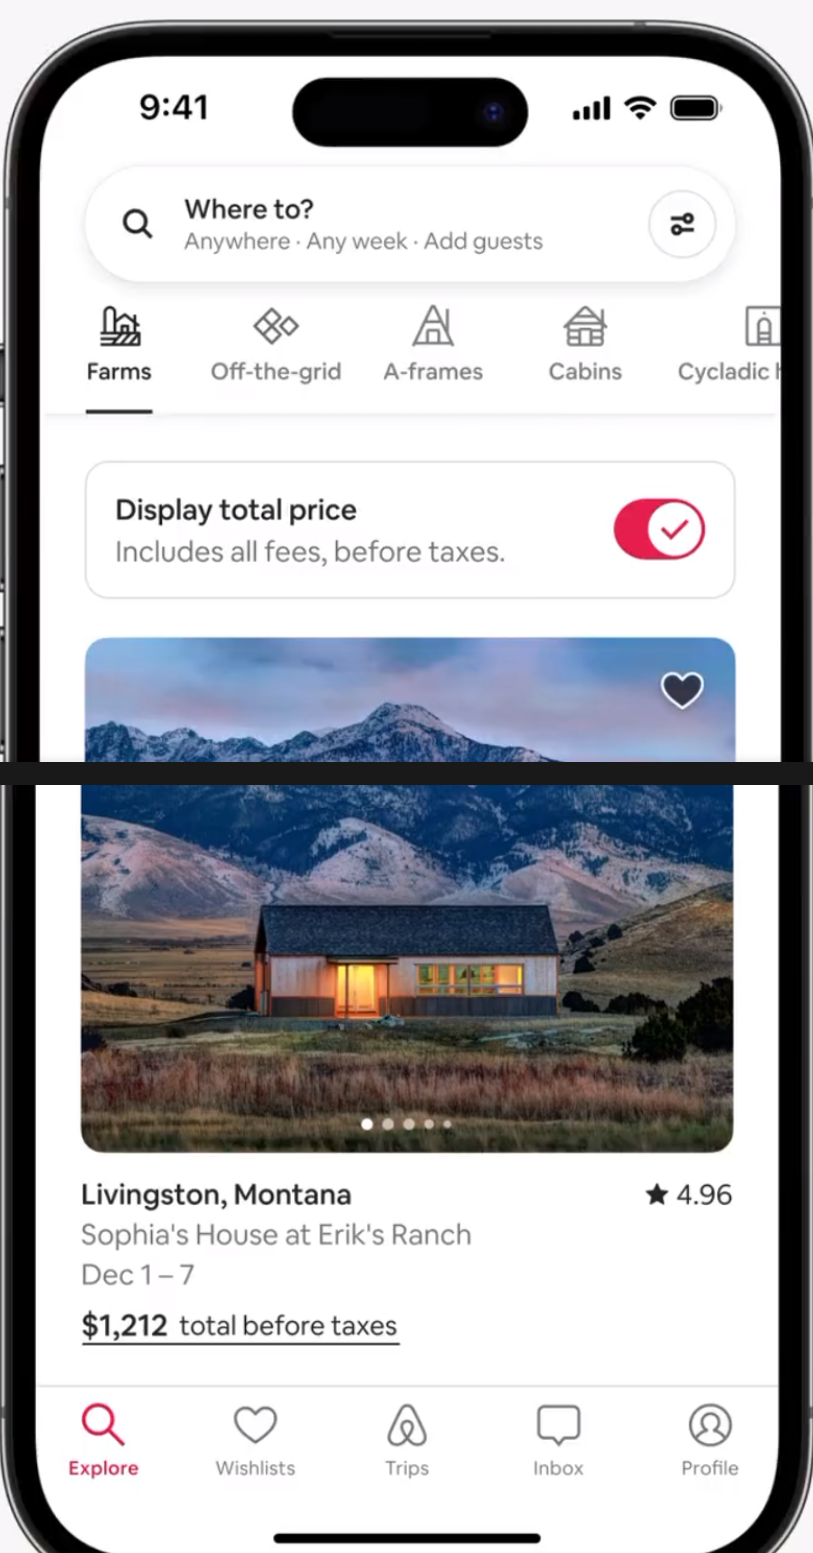 9:41
Where to?
Anywhere · Any week · Add guests
Farms Off-the-grid A-frames Cabins Cycladic
Display total price
Includes all fees, before taxes.
Livingston, Montana ★ 4.96
Sophia's House at Erik's Ranch
Dec 1 – 7
$1,212 total before taxes
Explore Wishlists Trips Inbox Profile